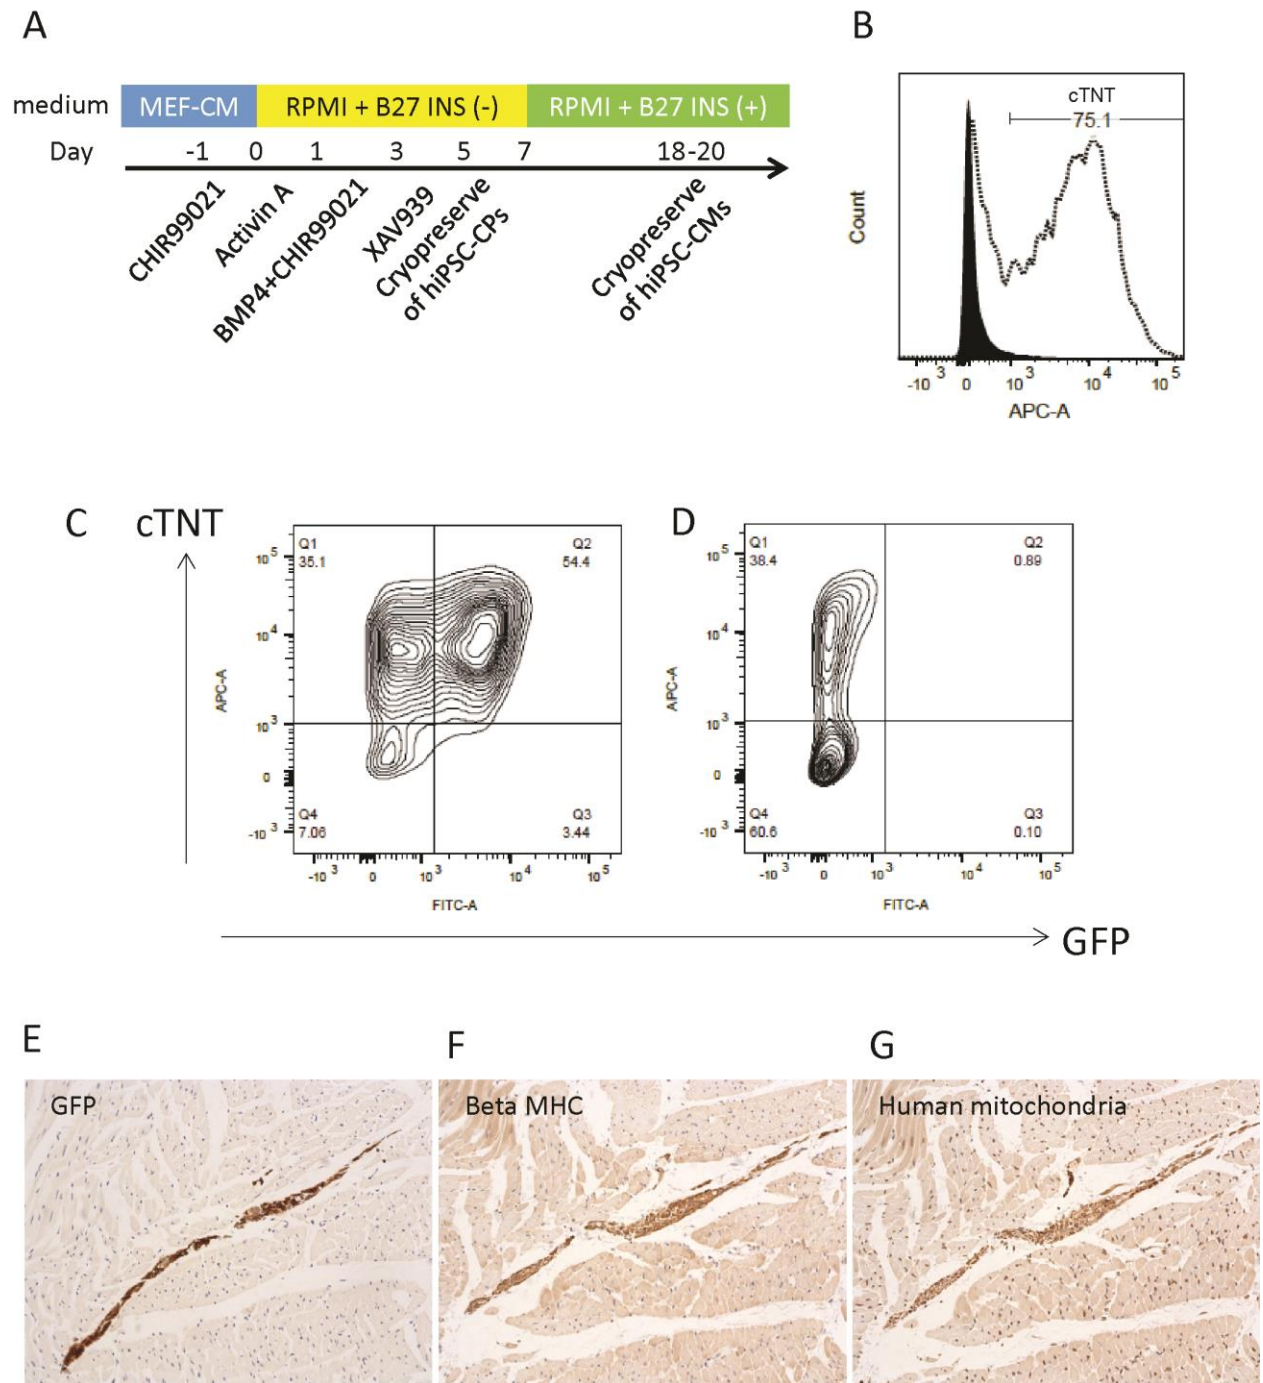 A
medium
MEF-CM
RPMI + B27 INS (-)
RPMI + B27 INS (+)
Day
-1 0 1 3 5 7 18-20
CHIR99021
Activin A
BMP4+CHIR99021
XAV939
Cryopreserve
of hiPSC-CPs
Cryopreserve
of hiPSC-CMs
B
cTNT
75.1
Count
-10 3 0 10 3 10 4 10 5
APC-A
C
cTNT
Q1
35.1
Q2
54.4
Q4
7.06
Q3
3.44
10 5
10 4
10 3
0
-10 3
APC-A
-10 3 0 10 3 10 4 10 5
FITC-A
D
Q1
38.4
Q2
0.89
Q4
60.6
Q3
0.10
10 5
10 4
10 3
0
-10 3
APC-A
-10 3 0 10 3 10 4 10 5
FITC-A
GFP
E
GFP
F
Beta MHC
G
Human mitochondria